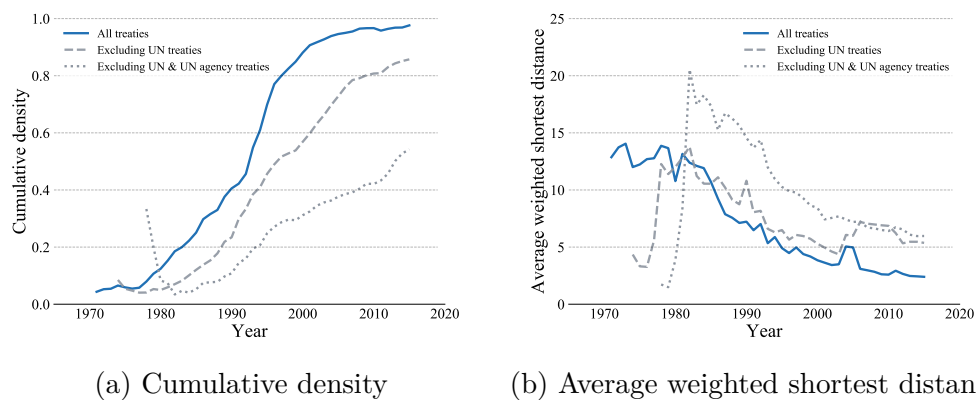 1.0
0.8
0.6
0.4
0.2
0.0
Cumulative density
All treaties
Excluding UN treaties
Excluding UN & UN agency treaties
1970 1980 1990 2000 2010 2020
Year
(a) Cumulative density
25
20
15
10
5
0
Average weighted shortest distance
All treaties
Excluding UN treaties
Excluding UN & UN agency treaties
1970 1980 1990 2000 2010 2020
Year
(b) Average weighted shortest distan